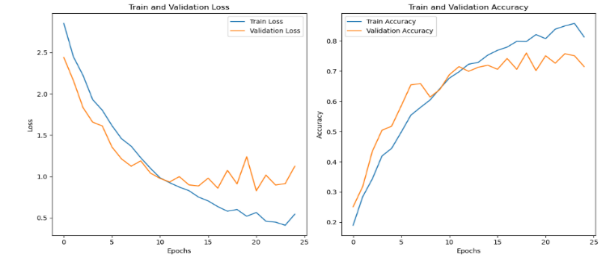 Train and Validation Loss
Train Loss
Validation Loss
2.5
2.0
1.5
1.0
0.5
Loss
0
5
10
15
20
25
Epochs
Train and Validation Accuracy
Train Accuracy
Validation Accuracy
0.8
0.7
0.6
0.5
0.4
0.3
0.2
Accuracy
0
5
10
15
20
25
Epochs